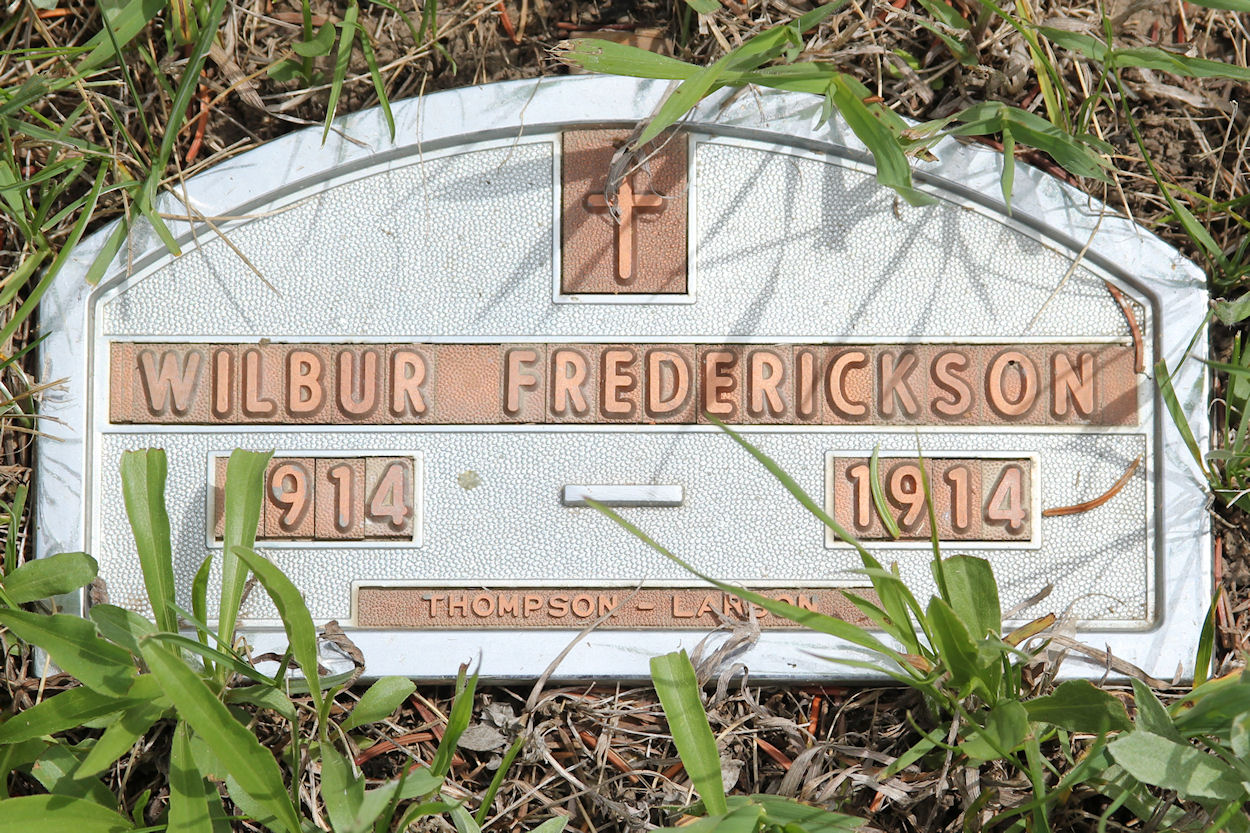 WILBUR FREDERICKSON
1914 — 1914
THOMPSON - LARSON